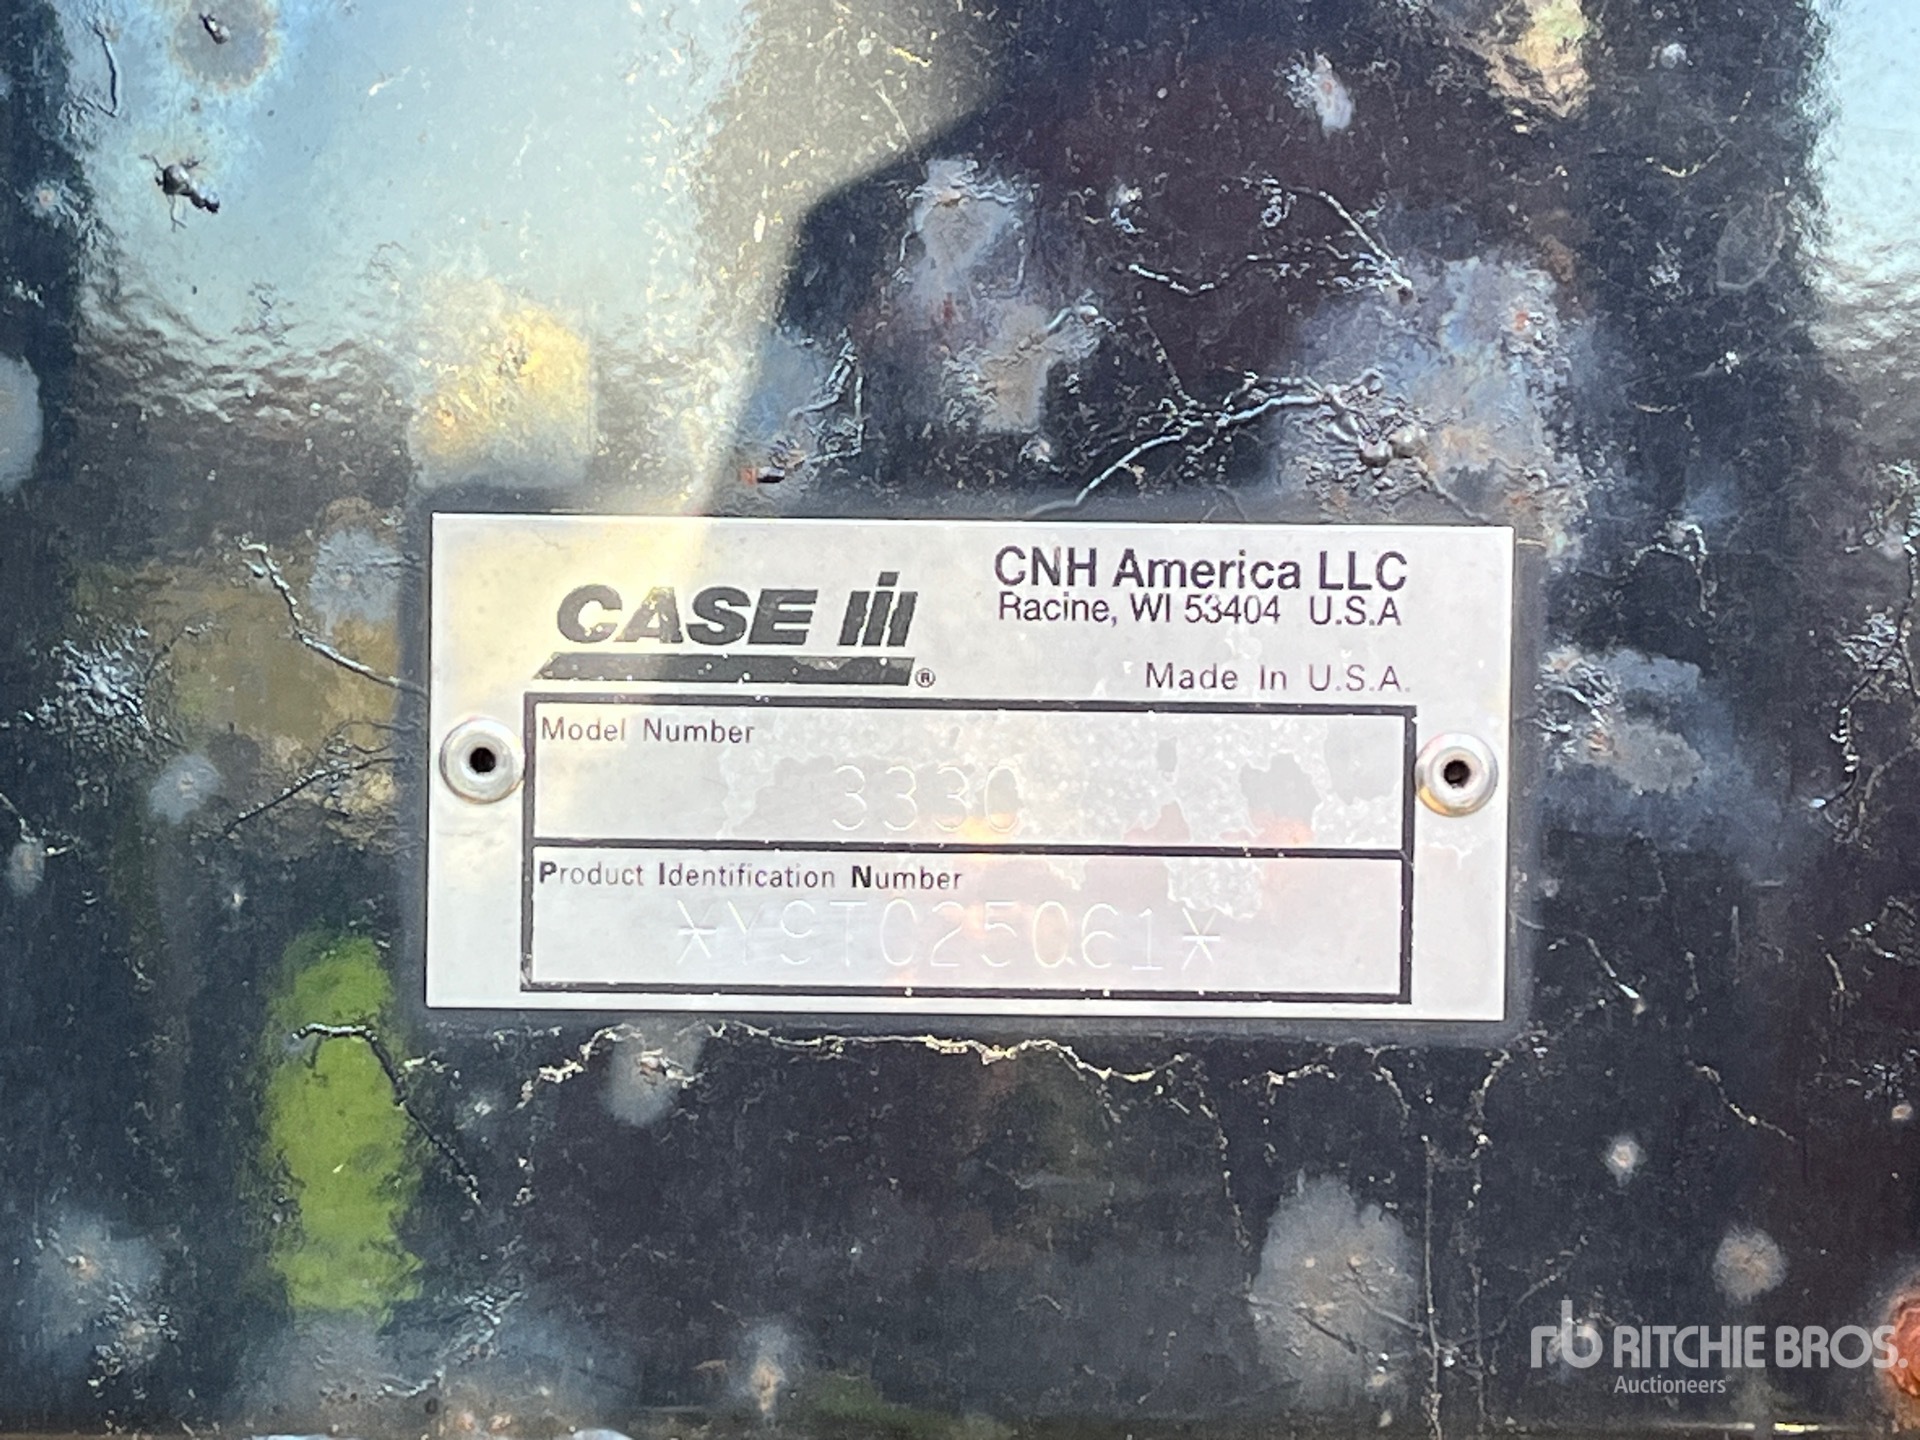 CASE IH®
CNH America LLC
Racine, WI 53404 U.S.A
Made In U.S.A.
Model Number
3330
Product Identification Number
*Y9T025061*
rb RITCHIE BROS.
Auctioneers